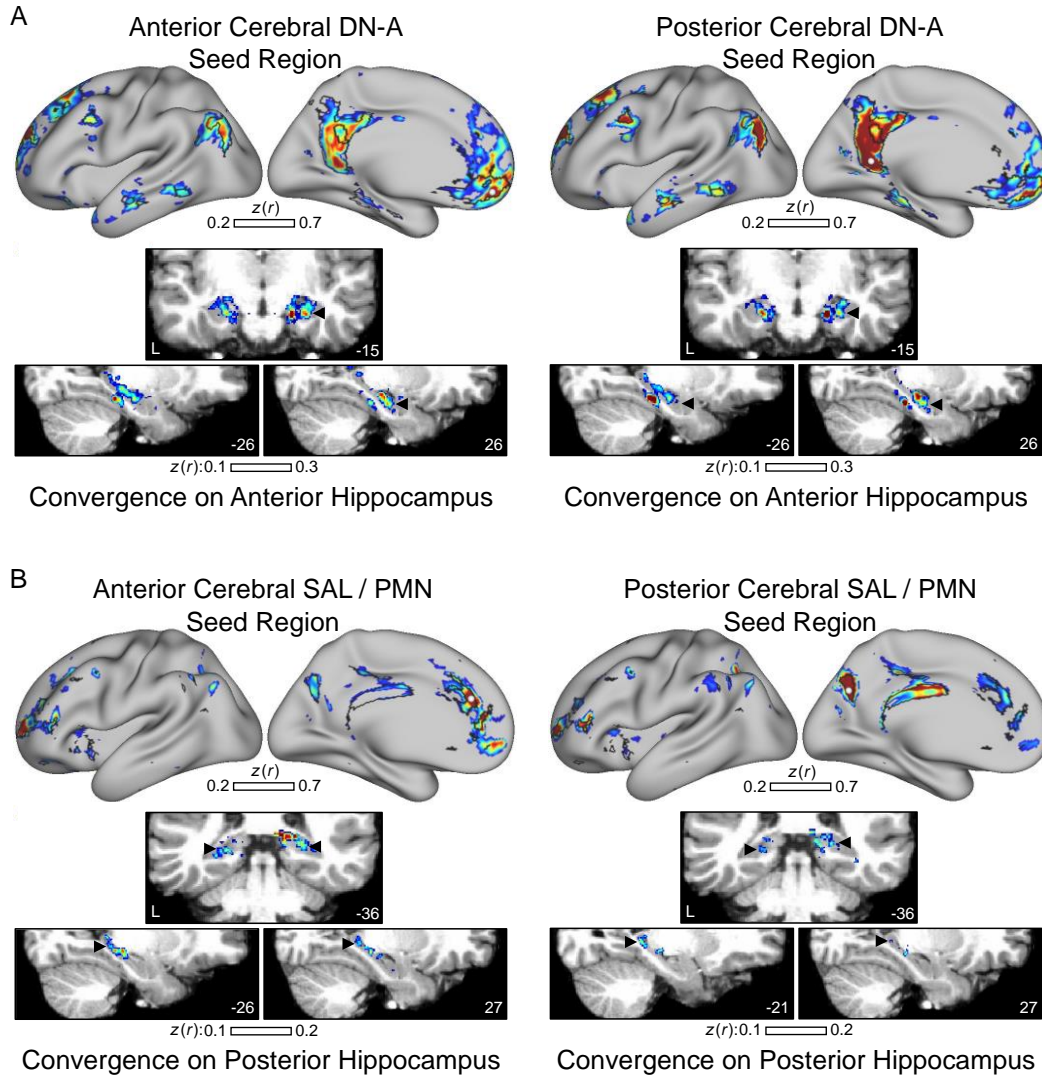 A
Anterior Cerebral DN-A
Seed Region
z(r)
0.2 0.7
L -15
-26 26
z(r):0.1 0.3
Convergence on Anterior Hippocampus
Posterior Cerebral DN-A
Seed Region
z(r)
0.2 0.7
L -15
-26 26
z(r):0.1 0.3
Convergence on Anterior Hippocampus
B
Anterior Cerebral SAL / PMN
Seed Region
z(r)
0.2 0.7
L -36
-26 27
z(r):0.1 0.2
Convergence on Posterior Hippocampus
Posterior Cerebral SAL / PMN
Seed Region
z(r)
0.2 0.7
L -36
-21 27
z(r):0.1 0.2
Convergence on Posterior Hippocampus